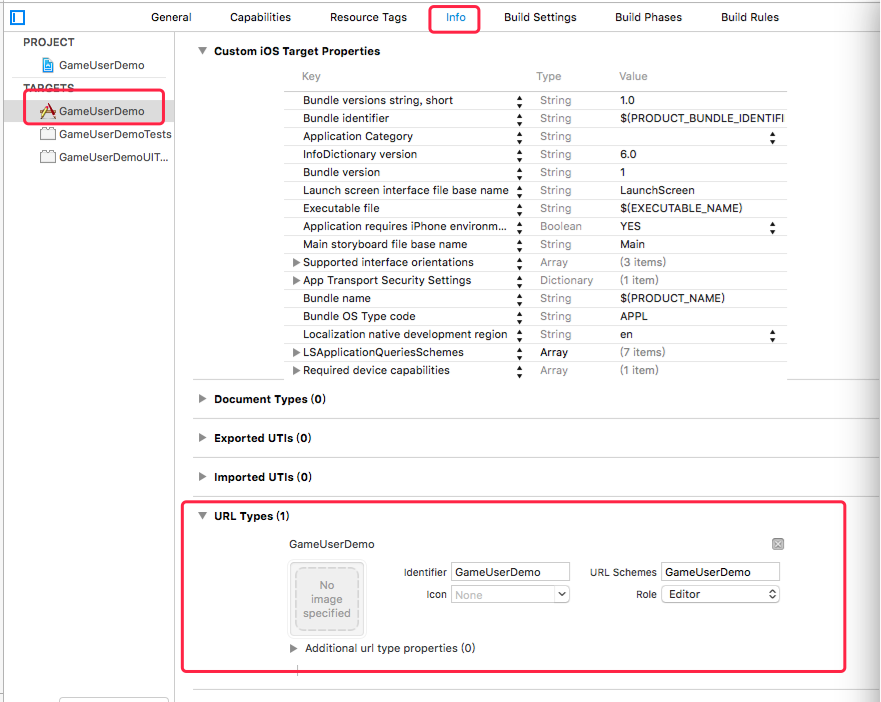 General Capabilities Resource Tags Info Build Settings Build Phases Build Rules
PROJECT
GameUserDemo
TARGETS
GameUserDemo
GameUserDemoTests
GameUserDemoUIT...
Custom iOS Target Properties
Key Type Value
Bundle versions string, short String 1.0
Bundle identifier String $(PRODUCT_BUNDLE_IDENTIFI
Application Category String
InfoDictionary version String 6.0
Bundle version String 1
Launch screen interface file base name String LaunchScreen
Executable file String $(EXECUTABLE_NAME)
Application requires iPhone environm... Boolean YES
Main storyboard file base name String Main
Supported interface orientations Array (3 items)
App Transport Security Settings Dictionary (1 item)
Bundle name String $(PRODUCT_NAME)
Bundle OS Type code String APPL
Localization native development region String en
LSApplicationQueriesSchemes Array (7 items)
Required device capabilities Array (1 item)
Document Types (0)
Exported UTIs (0)
Imported UTIs (0)
URL Types (1)
GameUserDemo
No image specified
Identifier GameUserDemo URL Schemes GameUserDemo
Icon None Role Editor
Additional url type properties (0)